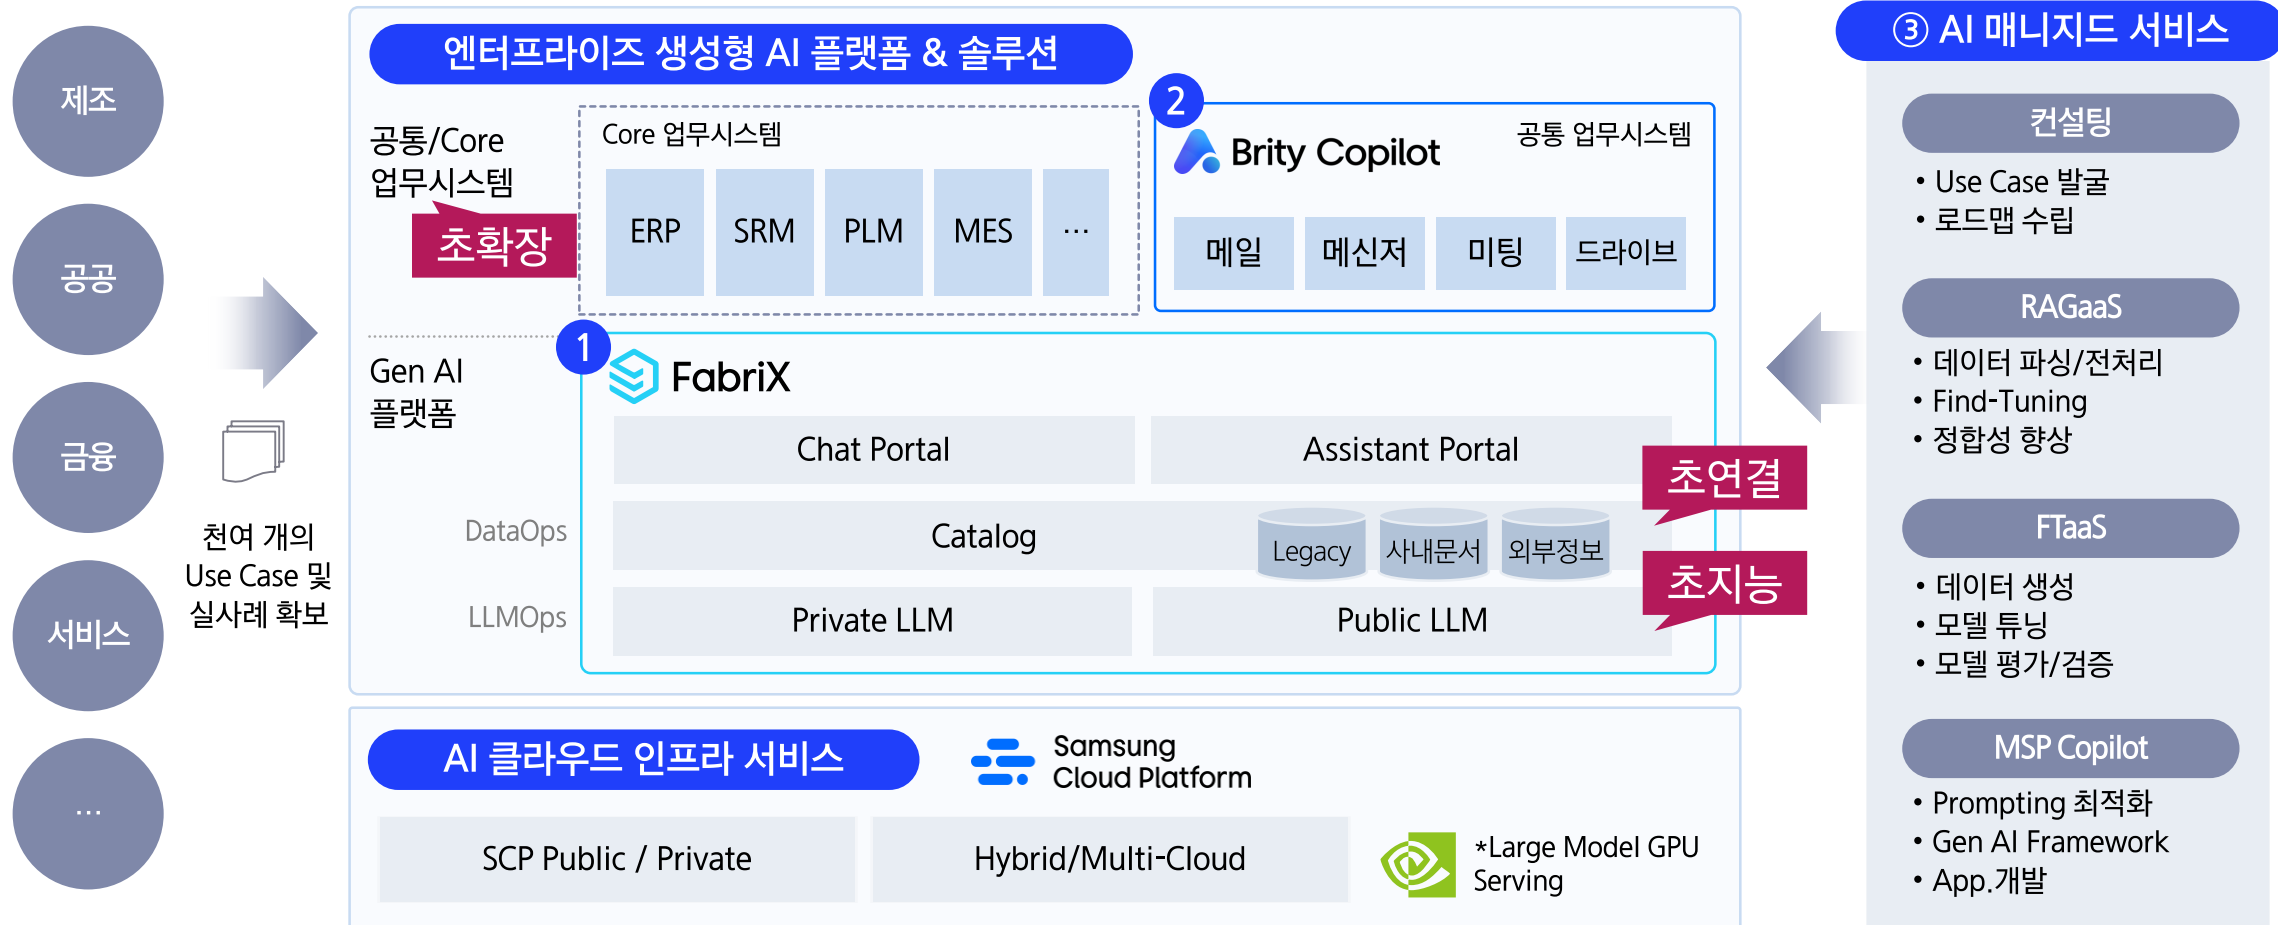 제조
공공
금융
서비스
...
천여 개의
Use Case 및
실사례 확보
엔터프라이즈 생성형 AI 플랫폼 & 솔루션
공통/Core
업무시스템
초확장
Core 업무시스템
ERP
SRM
PLM
MES
...
2
Brity Copilot
공통 업무시스템
메일
메신저
미팅
드라이브
Gen AI
플랫폼
1
FabriX
Chat Portal
Assistant Portal
초연결
DataOps
Catalog
Legacy
사내문서
외부정보
초지능
LLMOps
Private LLM
Public LLM
AI 클라우드 인프라 서비스
Samsung
Cloud Platform
SCP Public / Private
Hybrid/Multi-Cloud
*Large Model GPU
Serving
③ AI 매니지드 서비스
컨설팅
• Use Case 발굴
• 로드맵 수립
RAGaaS
• 데이터 파싱/전처리
• Find-Tuning
• 정합성 향상
FTaaS
• 데이터 생성
• 모델 튜닝
• 모델 평가/검증
MSP Copilot
• Prompting 최적화
• Gen AI Framework
• App.개발